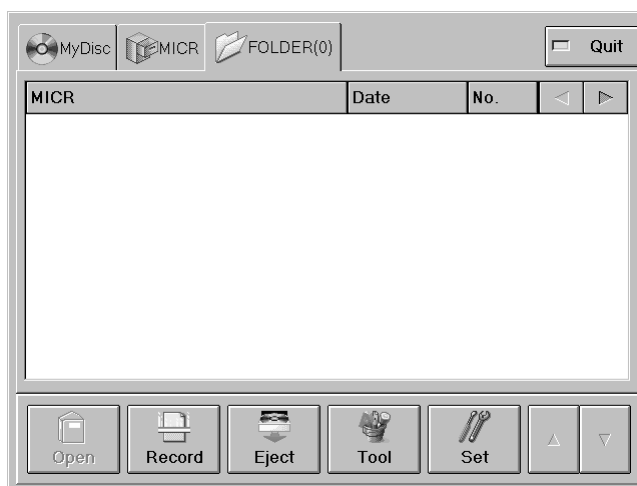 MyDisc MICR FOLDER(0) Quit
MICR Date No.
Open Record Eject Tool Set